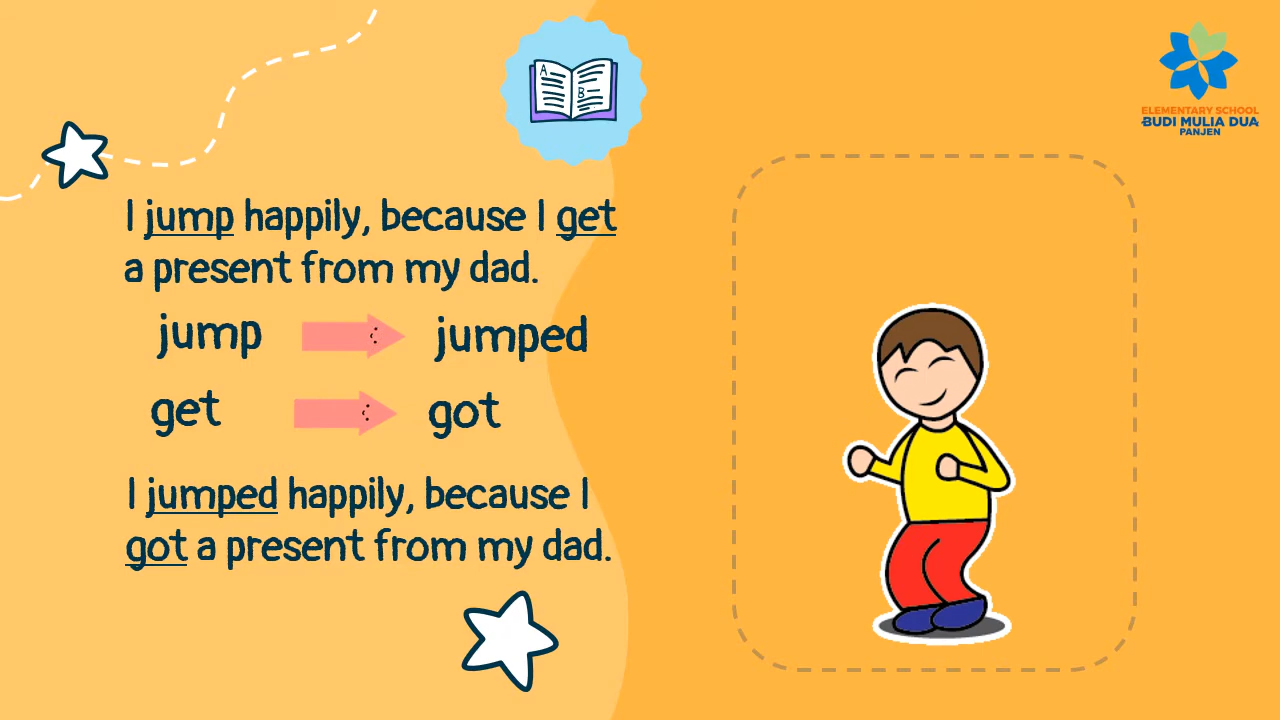 A
B
ELEMENTARY SCHOOL
BUDI MULIA DUA
PANJEN
I jump happily, because I get
a present from my dad.
jump jumped
get got
I jumped happily, because I
got a present from my dad.